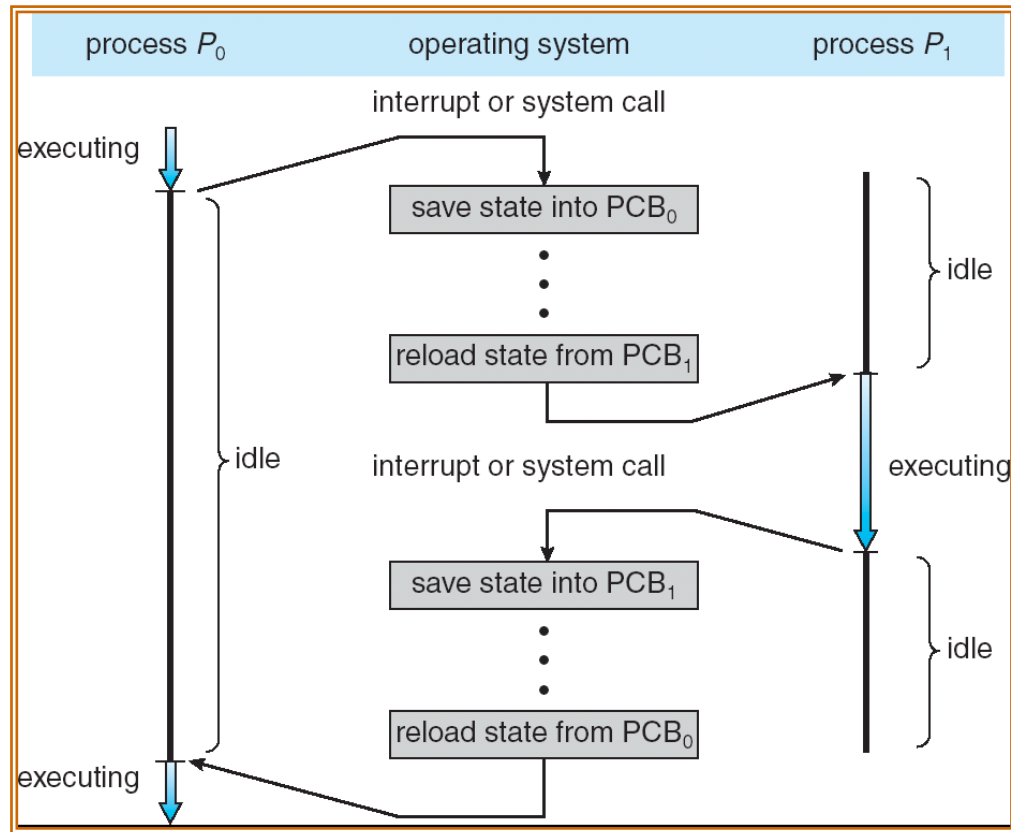 process P₀
operating system
process P₁
interrupt or system call
executing
save state into PCB₀
idle
reload state from PCB₁
idle
interrupt or system call
executing
save state into PCB₁
idle
reload state from PCB₀
executing